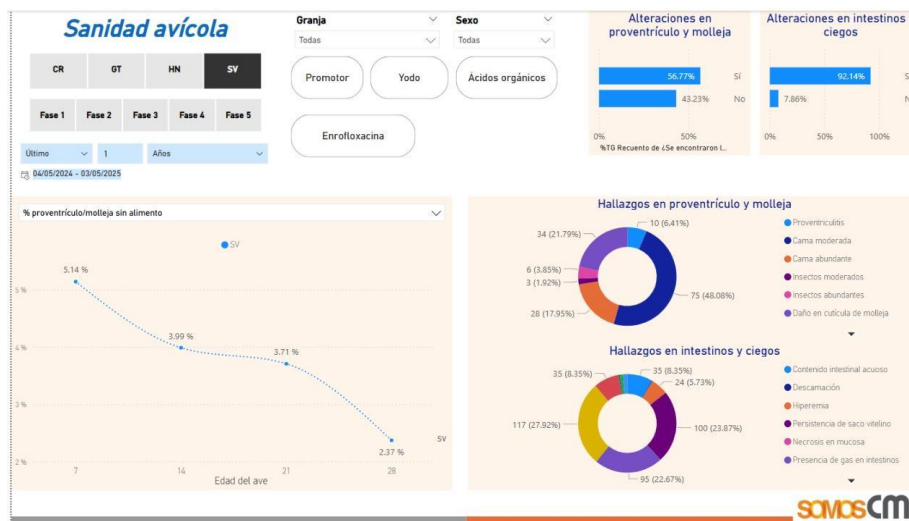 Sanidad avícola
CR GT HN SV
Fase 1 Fase 2 Fase 3 Fase 4 Fase 5
Último 1 Años
04/05/2024 - 03/05/2025
Granja Sexo
Todas Todas
Promotor Yodo Ácidos orgánicos
Enrofloxacina
Alteraciones en
proventrículo y molleja
56.77% Sí
43.23% No
0% 50%
%TG Recuento de ¿Se encontraron l...
Alteraciones en intestinos
ciegos
92.14% S
7.86% N
0% 50% 100%
% proventrículo/molleja sin alimento
SV
5.14 %
3.99 %
3.71 %
2.37 %
SV
5 %
4 %
3 %
2 %
7 14 21 28
Edad del ave
Hallazgos en proventrículo y molleja
10 (6.41%)
34 (21.79%)
6 (3.85%)
3 (1.92%)
28 (17.95%)
75 (48.08%)
Proventriculitis
Cama moderada
Cama abundante
Insectos moderados
Insectos abundantes
Daño en cutícula de molleja
Hallazgos en intestinos y ciegos
35 (8.35%)
35 (8.35%)
24 (5.73%)
117 (27.92%)
100 (23.87%)
95 (22.67%)
Contenido intestinal acuoso
Descamación
Hiperemia
Persistencia de saco vitelino
Necrosis en mucosa
Presencia de gas en intestinos
SOMOSCM